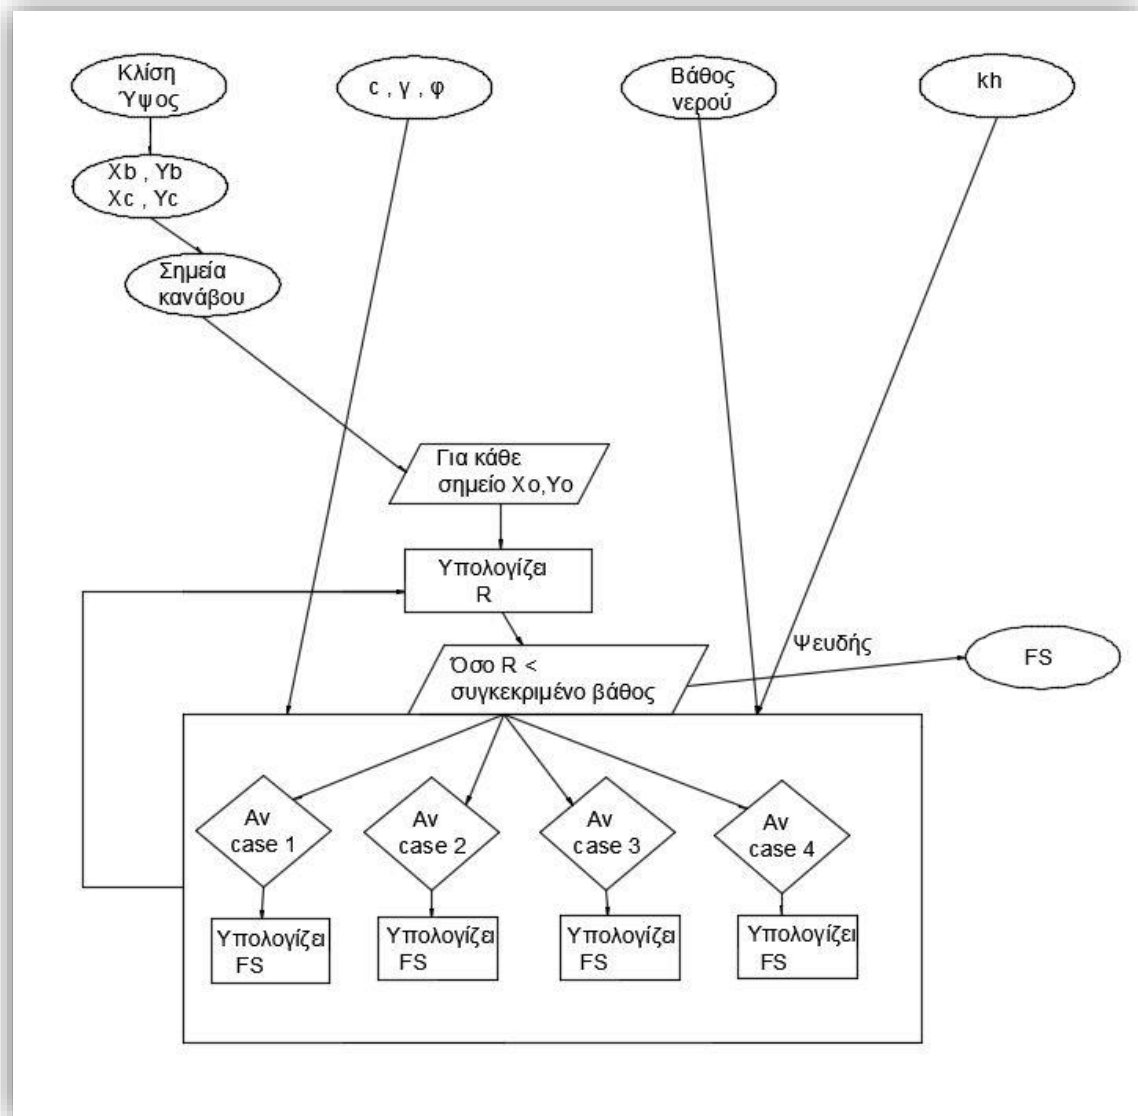 Κλίση
Ύψος
c , γ , φ
Βάθος
νερού
kh
Xb , Yb
Xc , Yc
Σημεία
κανάβου
Για κάθε
σημείο Xo,Yo
Υπολογίζει
R
Όσο R <
συγκεκριμένο βάθος
Ψευδής
FS
Αν
case 1
Αν
case 2
Αν
case 3
Αν
case 4
Υπολογίζει
FS
Υπολογίζει
FS
Υπολογίζει
FS
Υπολογίζει
FS